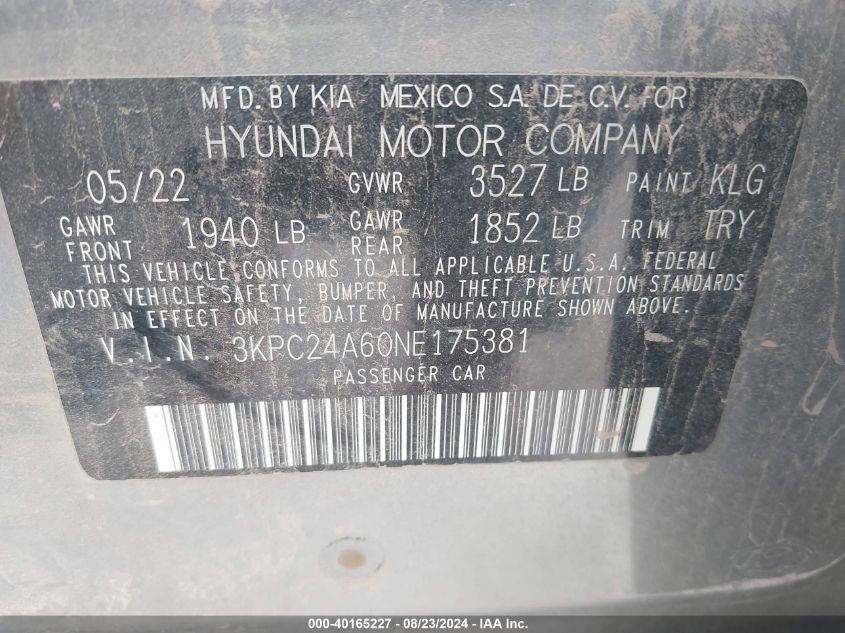 MFD. BY KIA MEXICO S.A. DE C.V. FOR
HYUNDAI MOTOR COMPANY
05/22 GVWR 3527 LB PAINT KLG
GAWR FRONT 1940 LB GAWR REAR 1852 LB TRIM TRY
THIS VEHICLE CONFORMS TO ALL APPLICABLE U.S.A. FEDERAL
MOTOR VEHICLE SAFETY, BUMPER, AND THEFT PREVENTION STANDARDS
IN EFFECT ON THE DATE OF MANUFACTURE SHOWN ABOVE.
V.I.N. 3KPC24A60NE175381
PASSENGER CAR
000-40165227 - 08/23/2024 - IAA Inc.